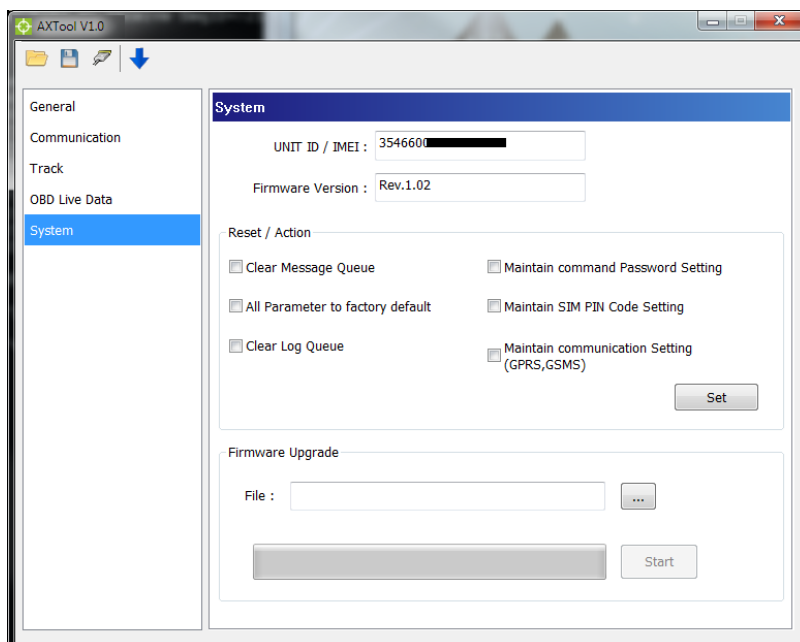 AXTool V1.0
General
Communication
Track
OBD Live Data
System
System
UNIT ID / IMEI : 3546600
Firmware Version : Rev.1.02
Reset / Action
Clear Message Queue Maintain command Password Setting
All Parameter to factory default Maintain SIM PIN Code Setting
Clear Log Queue Maintain communication Setting
(GPRS,GSMS)
Set
Firmware Upgrade
File : ...
Start